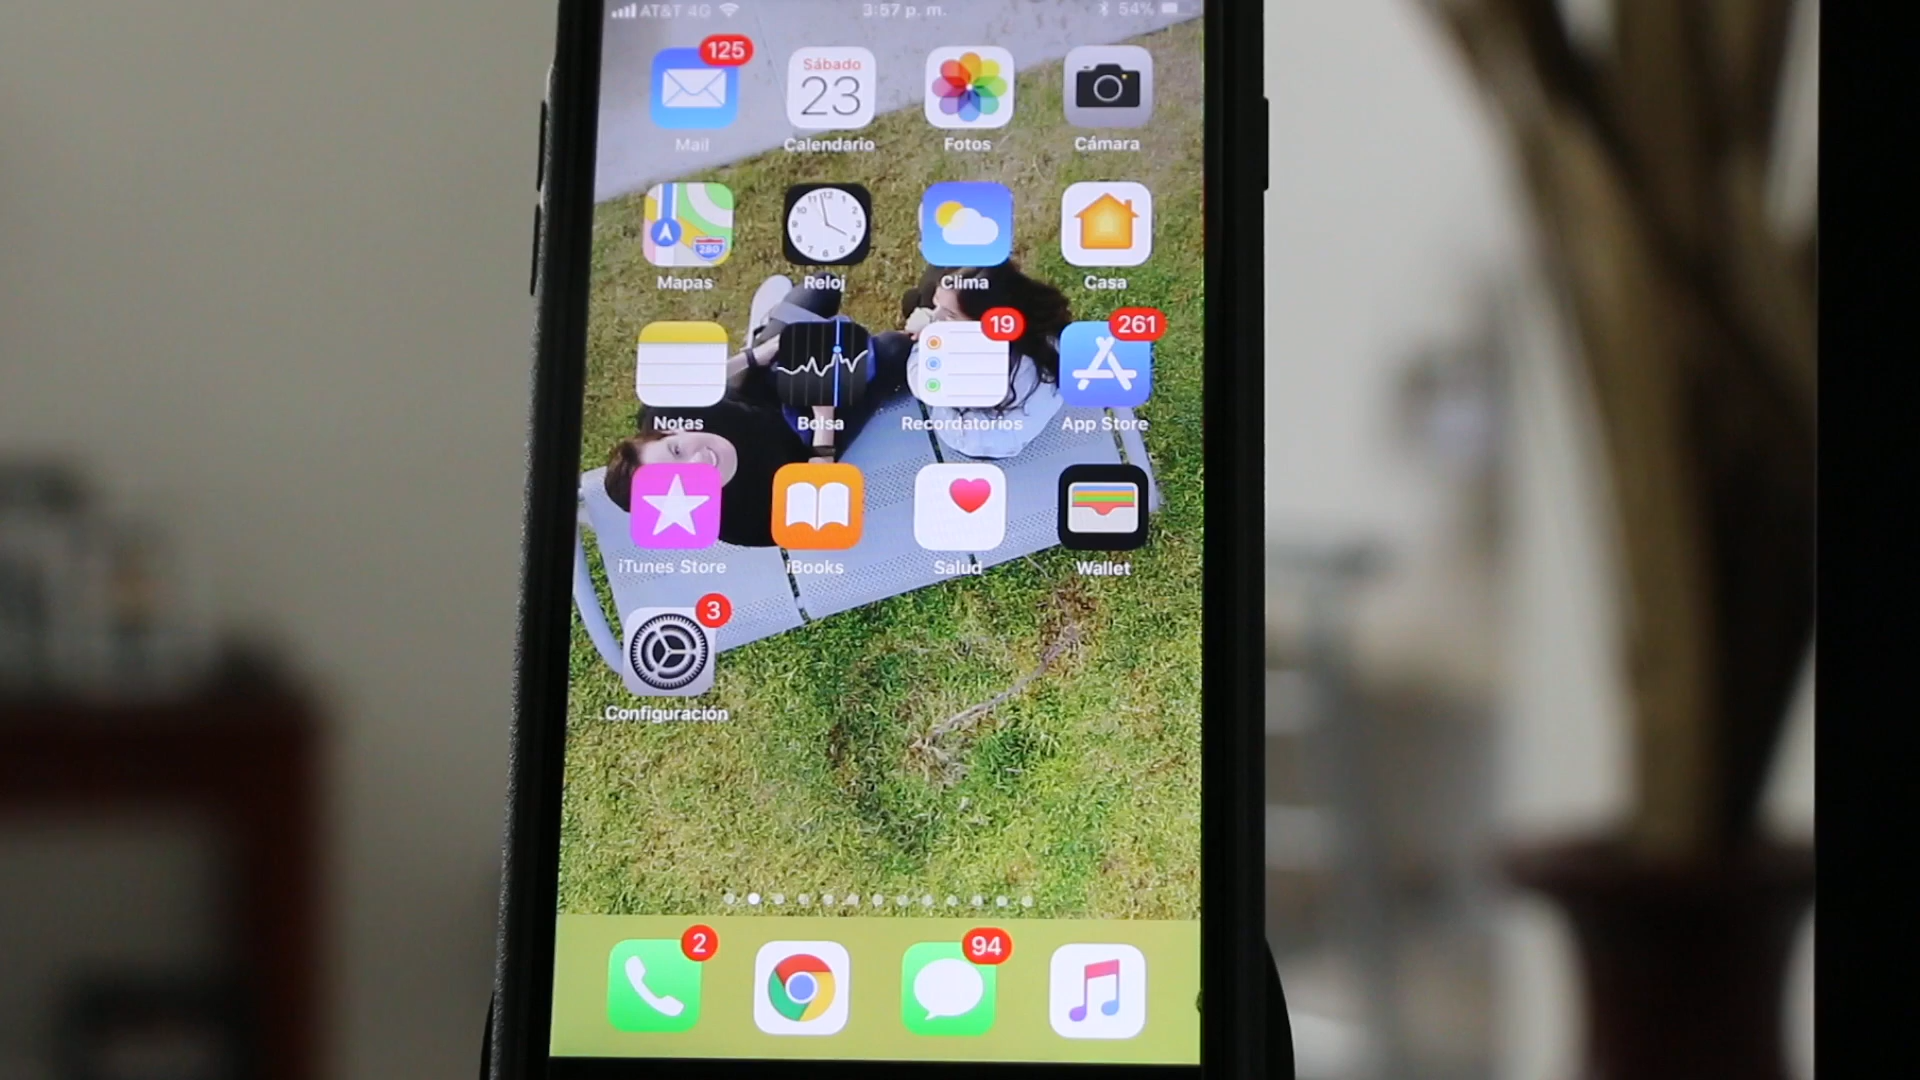 AT&T 4G 3:57 p. m. 54%
125
Sábado
23
Mail Calendario Fotos Cámara
280
Mapas Reloj Clima Casa
19 261
Notas Bolsa Recordatorios App Store
iTunes Store iBooks Salud Wallet
3
Configuración
2 94